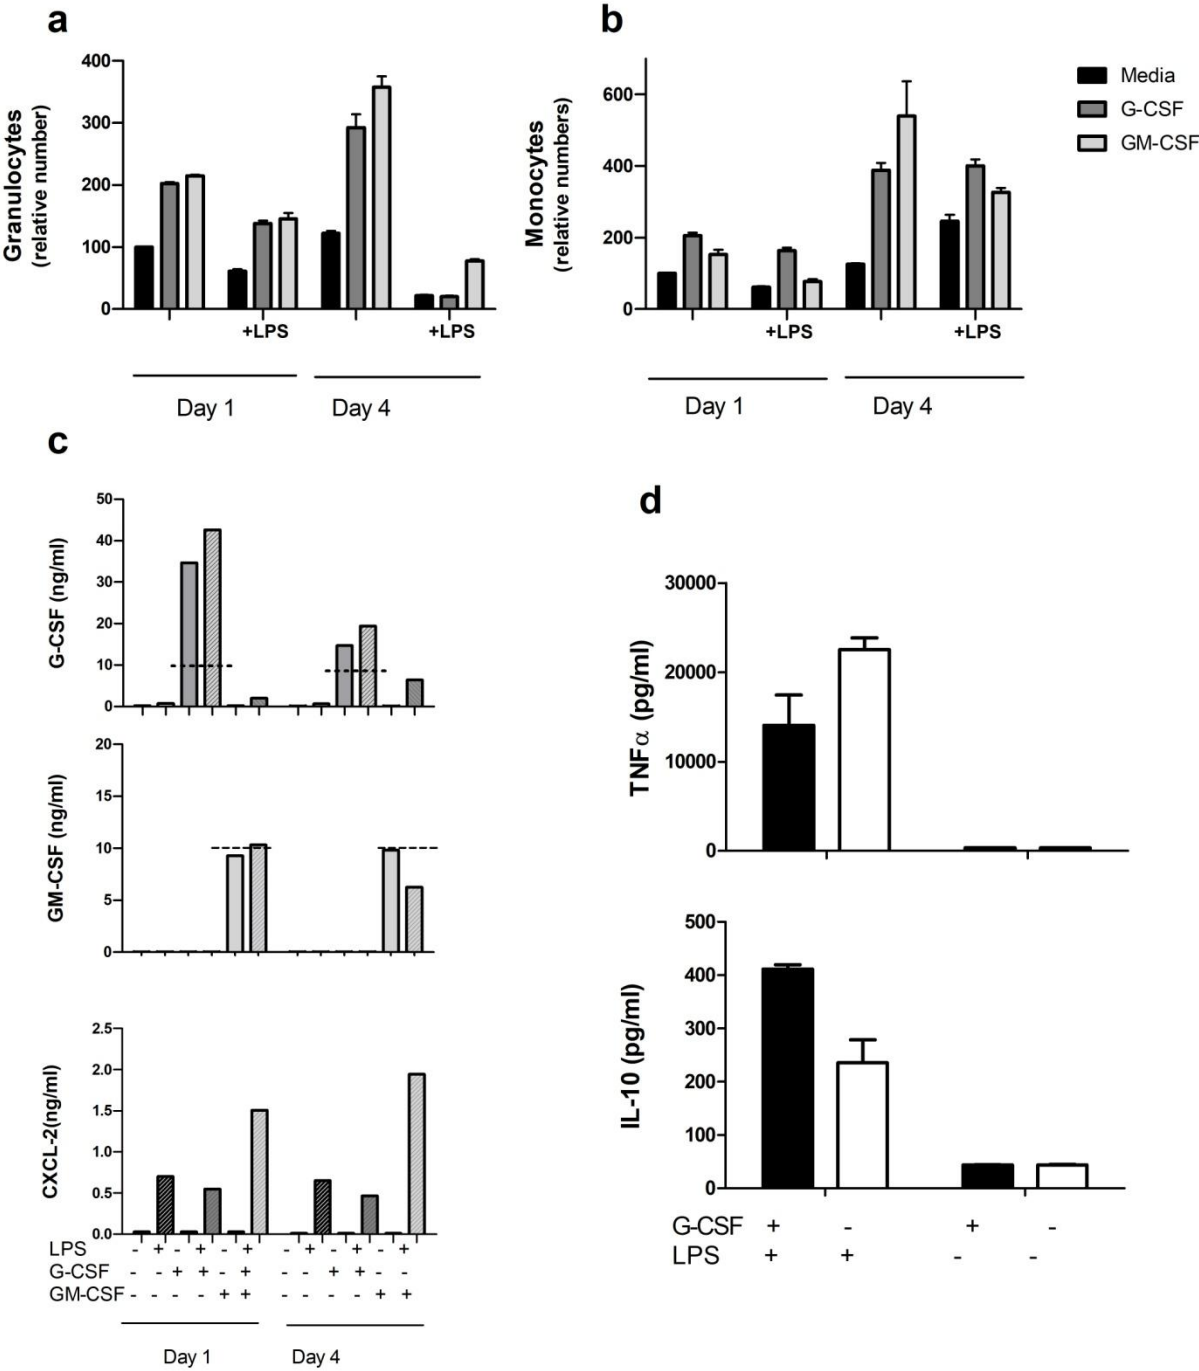 a
400
300
200
100
0
Granulocytes
(relative number)
+LPS
+LPS
Day 1
Day 4
b
600
400
200
0
Monocytes
(relative numbers)
+LPS
+LPS
Day 1
Day 4
Media
G-CSF
GM-CSF
c
50
40
30
20
10
0
G-CSF (ng/ml)
20
15
10
5
0
GM-CSF (ng/ml)
2.5
2.0
1.5
1.0
0.5
0.0
CXCL-2(ng/ml)
LPS - + - + - + - + - + - +
G-CSF - - + + - + - - + + - -
GM-CSF - - - - + + - - - - + +
Day 1
Day 4
d
30000
20000
10000
0
TNFα (pg/ml)
500
400
300
200
100
0
IL-10 (pg/ml)
G-CSF + - + -
LPS + + - -